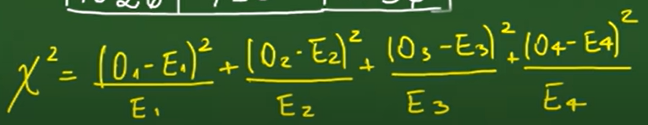 χ² = (O₁-E₁)²/E₁ + (O₂-E₂)²/E₂ + (O₃-E₃)²/E₃ + (O₄-E₄)²/E₄